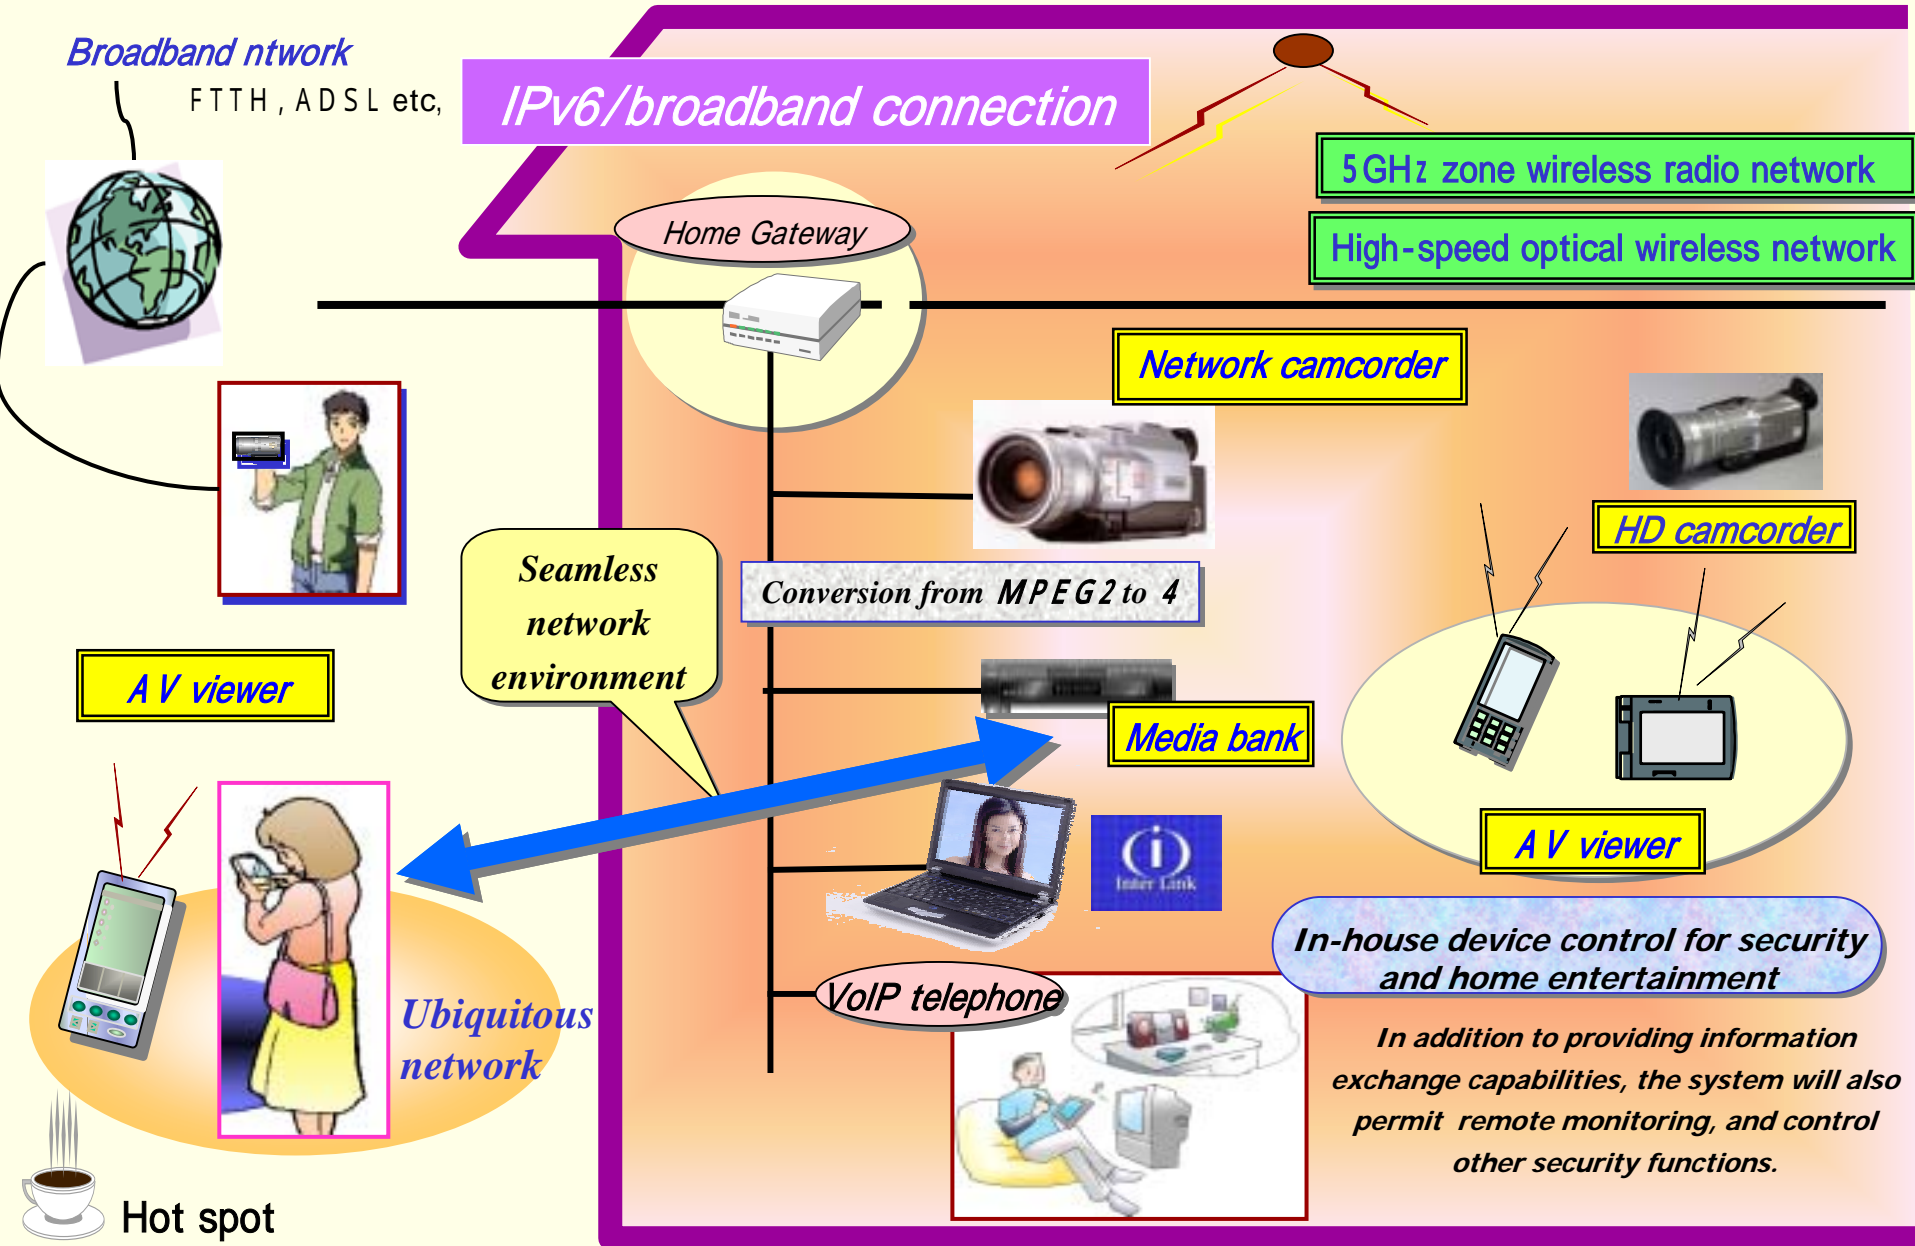 Broadband ntwork
FTTH, ADSL etc,
IPv6/broadband connection
5GHz zone wireless radio network
High-speed optical wireless network
Home Gateway
Network camcorder
HD camcorder
Seamless
network
environment
Conversion from MPEG2 to 4
AV viewer
Media bank
AV viewer
Inter Link
In-house device control for security
and home entertainment
VoIP telephone
Ubiquitous
network
In addition to providing information
exchange capabilities, the system will also
permit remote monitoring, and control
other security functions.
Hot spot